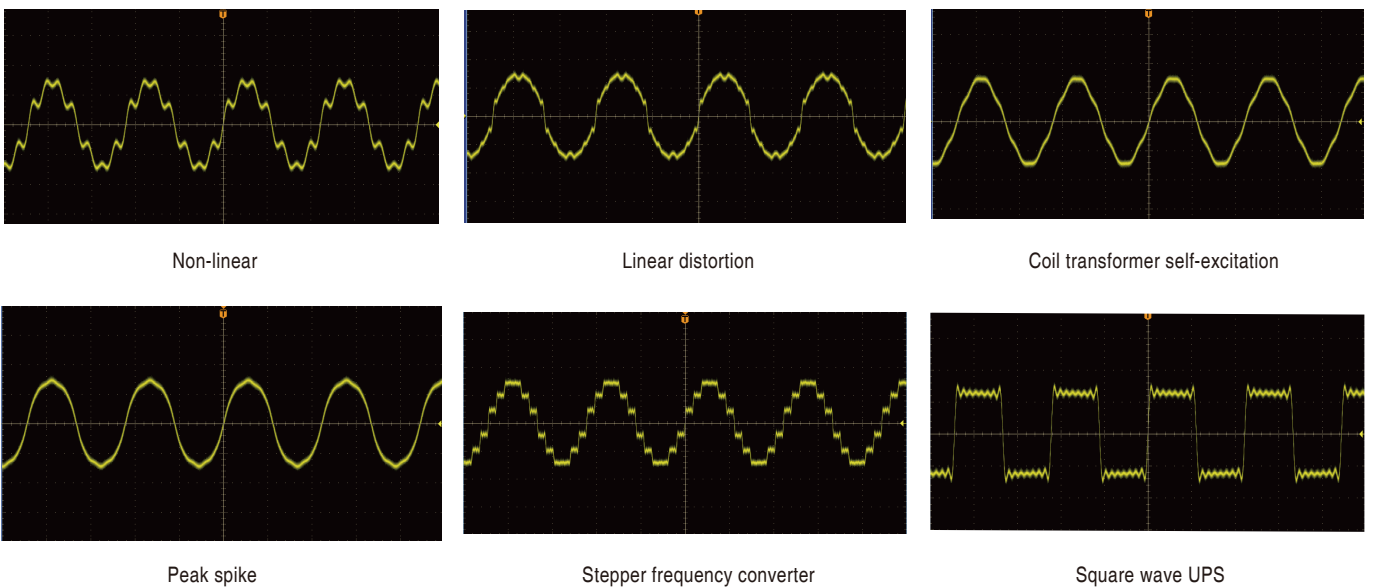 T
T
T
Non-linear
Linear distortion
Coil transformer self-excitation
T
T
T
Peak spike
Stepper frequency converter
Square wave UPS